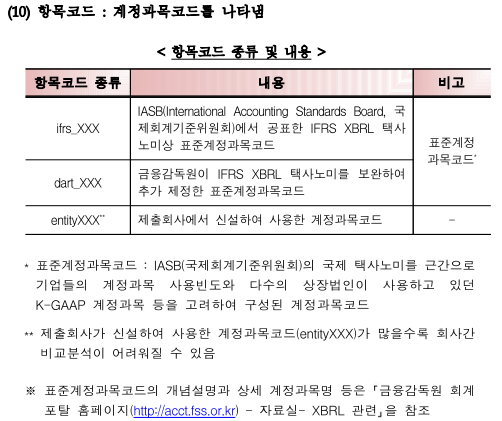 (10) 항목코드 : 계정과목코드를 나타냄
< 항목코드 종류 및 내용 >
항목코드 종류 내용 비고
ifrs_XXX
IASB(International Accounting Standards Board, 국
제회계기준위원회)에서 공표한 IFRS XBRL 택사
노미상 표준계정과목코드
표준계정
과목코드*
dart_XXX
금융감독원이 IFRS XBRL 택사노미를 보완하여
추가 제정한 표준계정과목코드
entityXXX** 제출회사에서 신설하여 사용한 계정과목코드 -
* 표준계정과목코드 : IASB(국제회계기준위원회)의 국제 택사노미를 근간으로
기업들의 계정과목 사용빈도와 다수의 상장법인이 사용하고 있던
K-GAAP 계정과목 등을 고려하여 구성된 계정과목코드
** 제출회사가 신설하여 사용한 계정과목코드(entityXXX)가 많을수록 회사간
비교분석이 어려워질 수 있음
※ 표준계정과목코드의 개념설명과 상세 계정과목명 등은 「금융감독원 회계
포탈 홈페이지(http://acct.fss.or.kr) - 자료실- XBRL 관련」을 참조